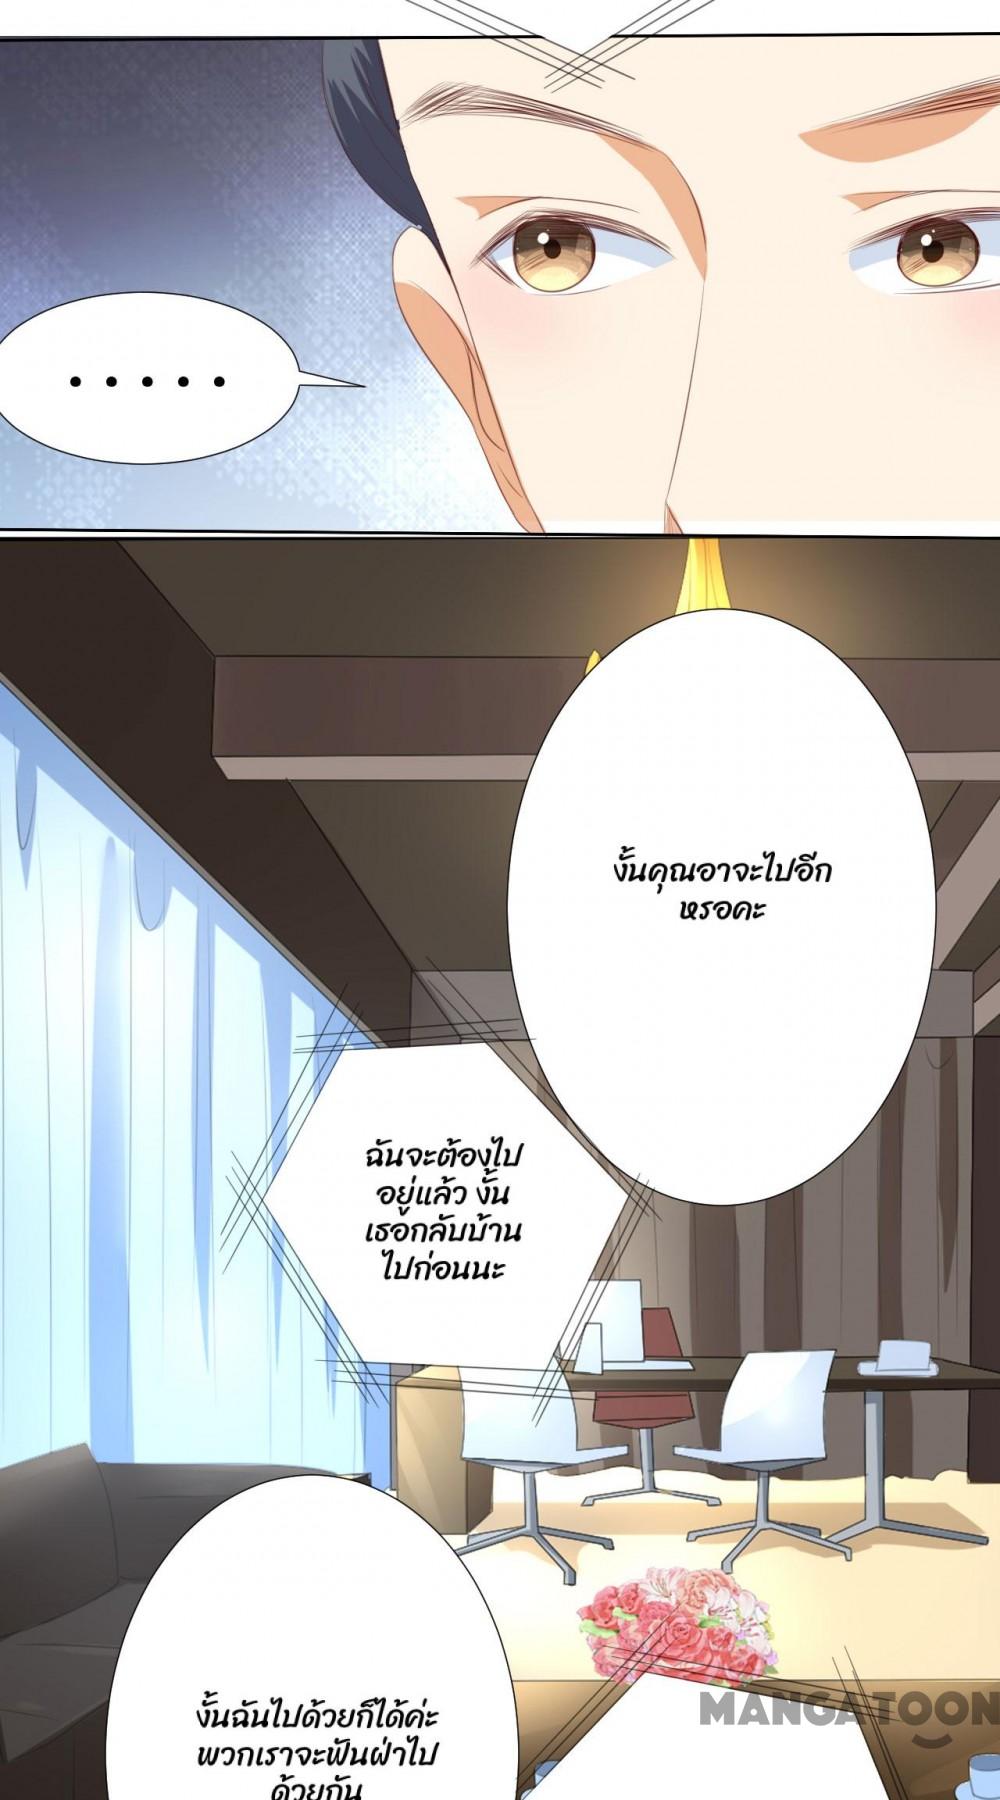 .....
งั้นคุณอาจะไปอีก
หรอคะ
ฉันจะต้องไป
อยู่แล้ว งั้น
เธอกลับบ้าน
ไปก่อนนะ
งั้นฉันไปด้วยก็ได้ค่ะ
พวกเราจะฟันฝ่าไป
ด้วยกัน
MANGATOON